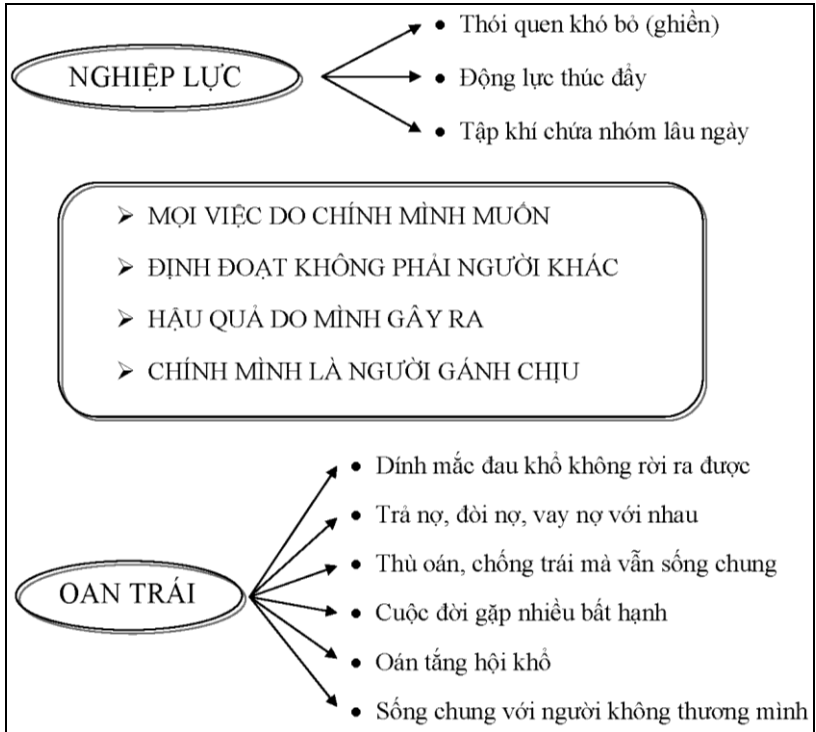 • Thói quen khó bỏ (ghiền)
NGHIỆP LỰC
• Động lực thúc đẩy
• Tập khí chứa nhóm lâu ngày
➢ MỌI VIỆC DO CHÍNH MÌNH MUỐN
➢ ĐỊNH ĐOẠT KHÔNG PHẢI NGƯỜI KHÁC
➢ HẬU QUẢ DO MÌNH GÂY RA
➢ CHÍNH MÌNH LÀ NGƯỜI GÁNH CHỊU
• Dính mắc đau khổ không rời ra được
• Trả nợ, đòi nợ, vay nợ với nhau
• Thù oán, chống trái mà vẫn sống chung
OAN TRÁI
• Cuộc đời gặp nhiều bất hạnh
• Oán tắng hội khổ
• Sống chung với người không thương mình